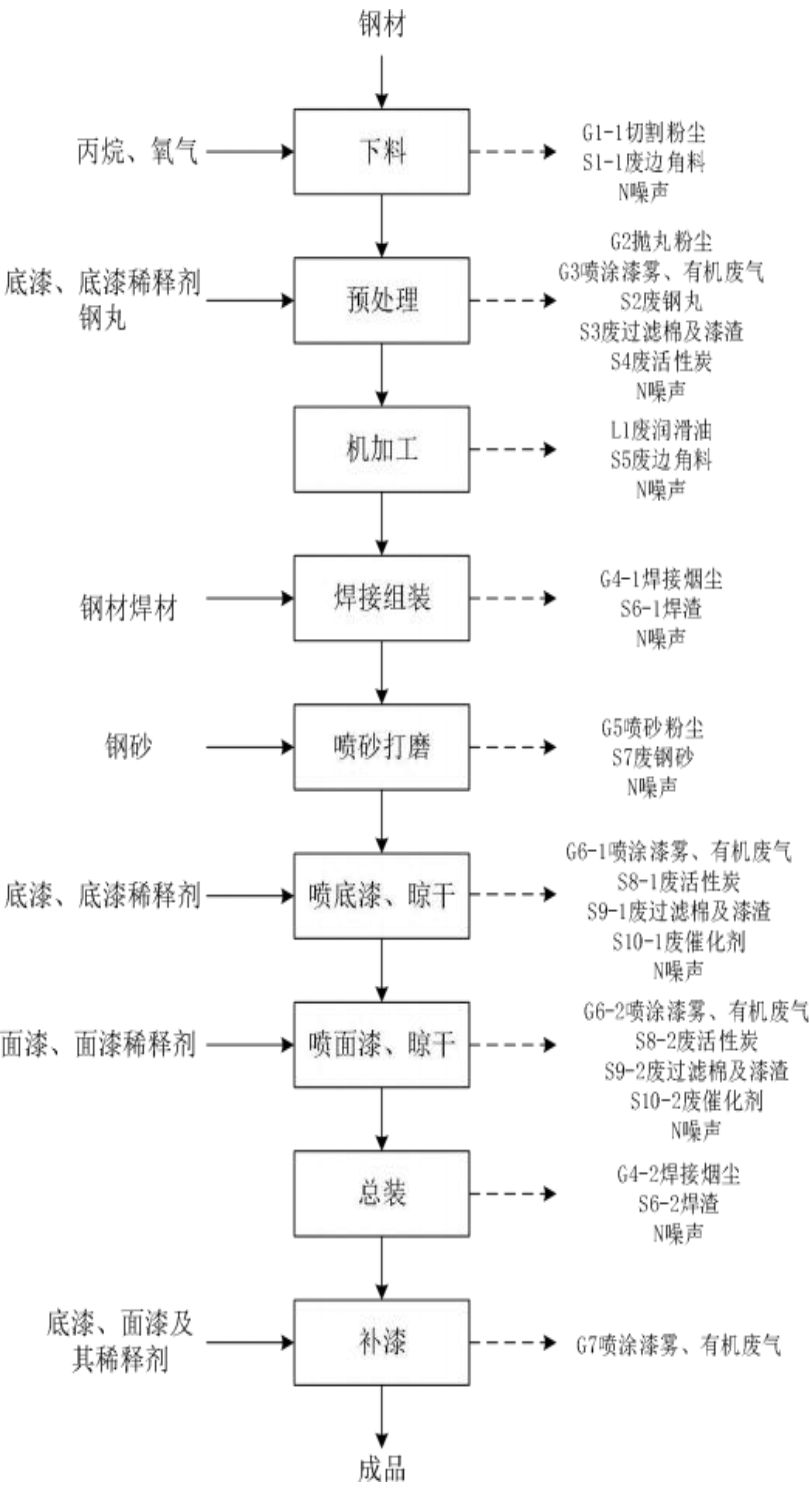 钢材
丙烷、氧气
下料
G1-1切割粉尘
S1-1废边角料
N噪声
底漆、底漆稀释剂
钢丸
预处理
G2抛丸粉尘
G3喷涂漆雾、有机废气
S2废钢丸
S3废过滤棉及漆渣
S4废活性炭
N噪声
机加工
L1废润滑油
S5废边角料
N噪声
钢材焊材
焊接组装
G4-1焊接烟尘
S6-1焊渣
N噪声
钢砂
喷砂打磨
G5喷砂粉尘
S7废钢砂
N噪声
底漆、底漆稀释剂
喷底漆、晾干
G6-1喷涂漆雾、有机废气
S8-1废活性炭
S9-1废过滤棉及漆渣
S10-1废催化剂
N噪声
面漆、面漆稀释剂
喷面漆、晾干
G6-2喷涂漆雾、有机废气
S8-2废活性炭
S9-2废过滤棉及漆渣
S10-2废催化剂
N噪声
总装
G4-2焊接烟尘
S6-2焊渣
N噪声
底漆、面漆及
其稀释剂
补漆
G7喷涂漆雾、有机废气
成品